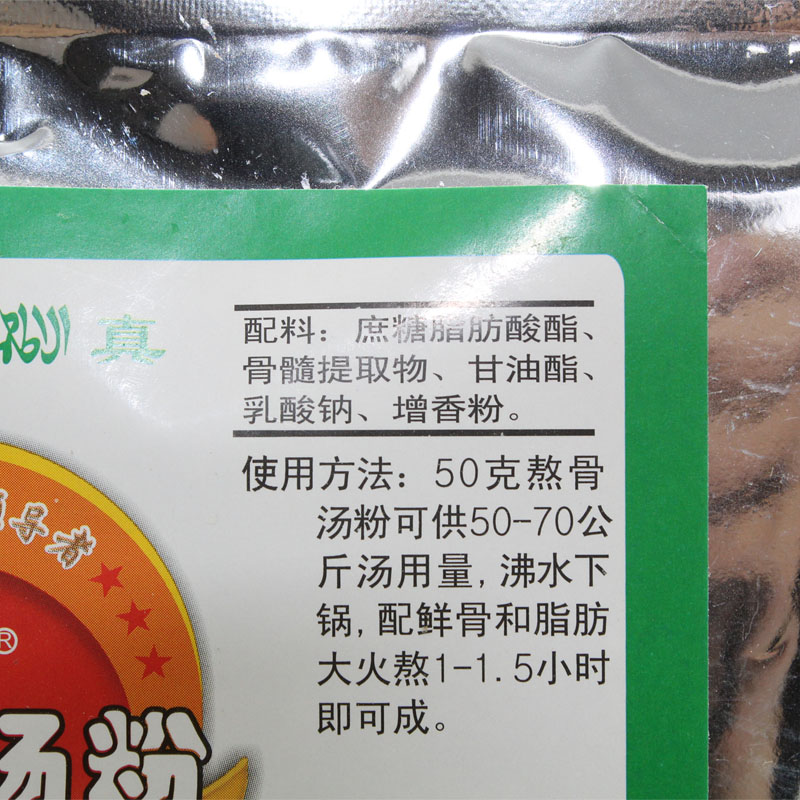 真
配料：庶糖脂肪酸酯、
骨髓提取物、甘油酯、
乳酸钠、增香粉。
使用方法：50克熬骨
汤粉可供50-70公
斤汤用量,沸水下
锅,配鲜骨和脂肪
大火熬1-1.5小时
即可成。
导者
®
汤粉